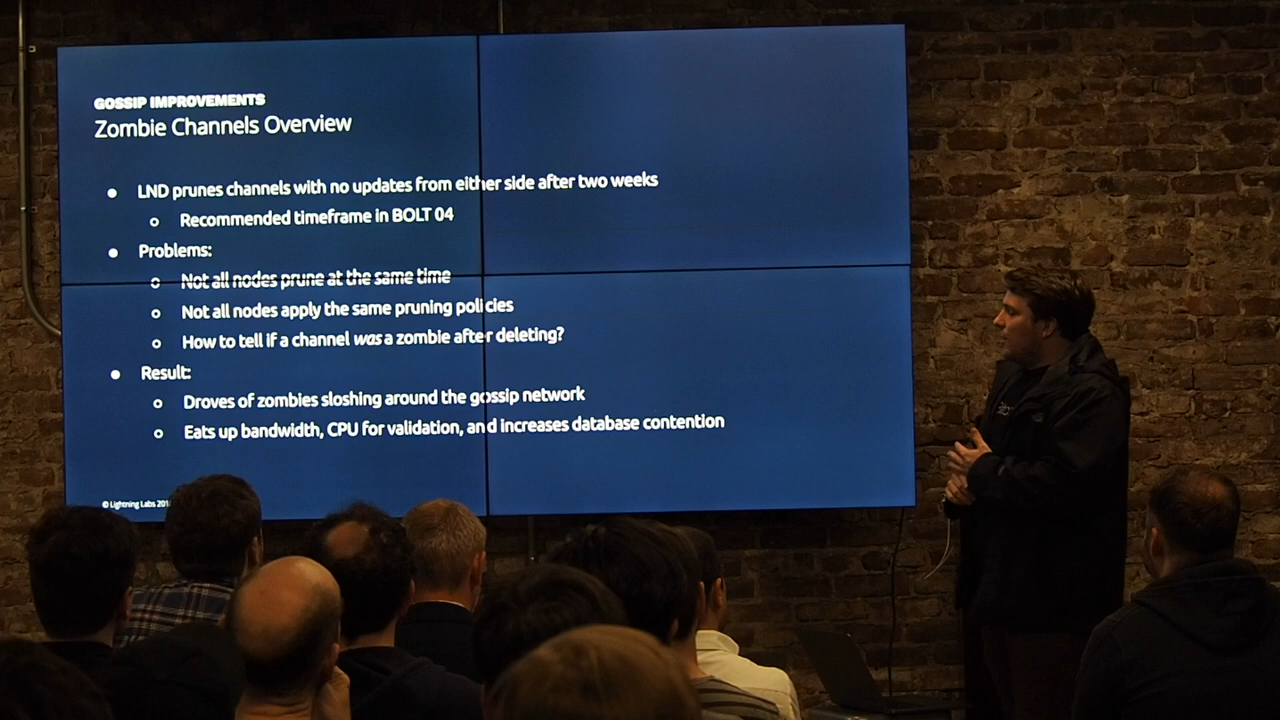 GOSSIP IMPROVEMENTS
Zombie Channels Overview
● LND prunes channels with no updates from either side after two weeks
○ Recommended timeframe in BOLT 04
● Problems:
○ Not all nodes prune at the same time
○ Not all nodes apply the same pruning policies
○ How to tell if a channel was a zombie after deleting?
● Result:
○ Droves of zombies sloshing around the gossip network
○ Eats up bandwidth, CPU for validation, and increases database contention
© Lightning Labs